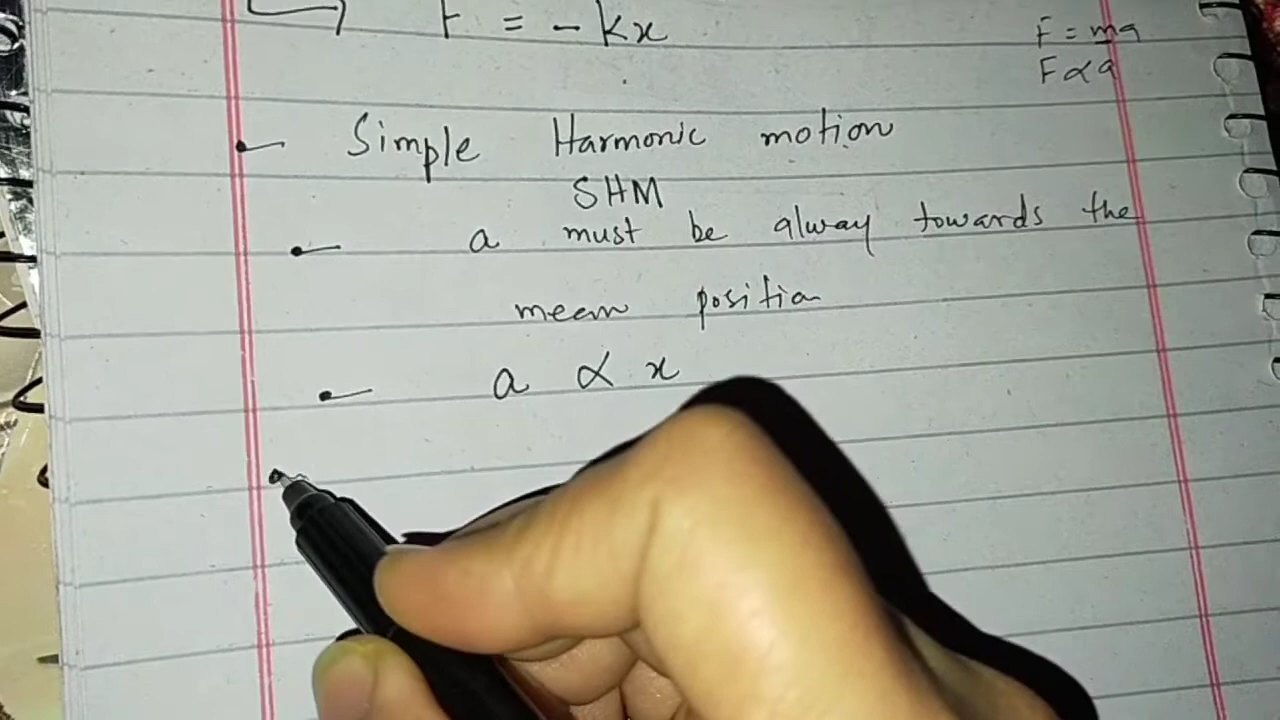 F = - kx
F = ma
F ∝ a
Simple Harmonic motion
SHM
a must be alway towards the
mean position
a ∝ x